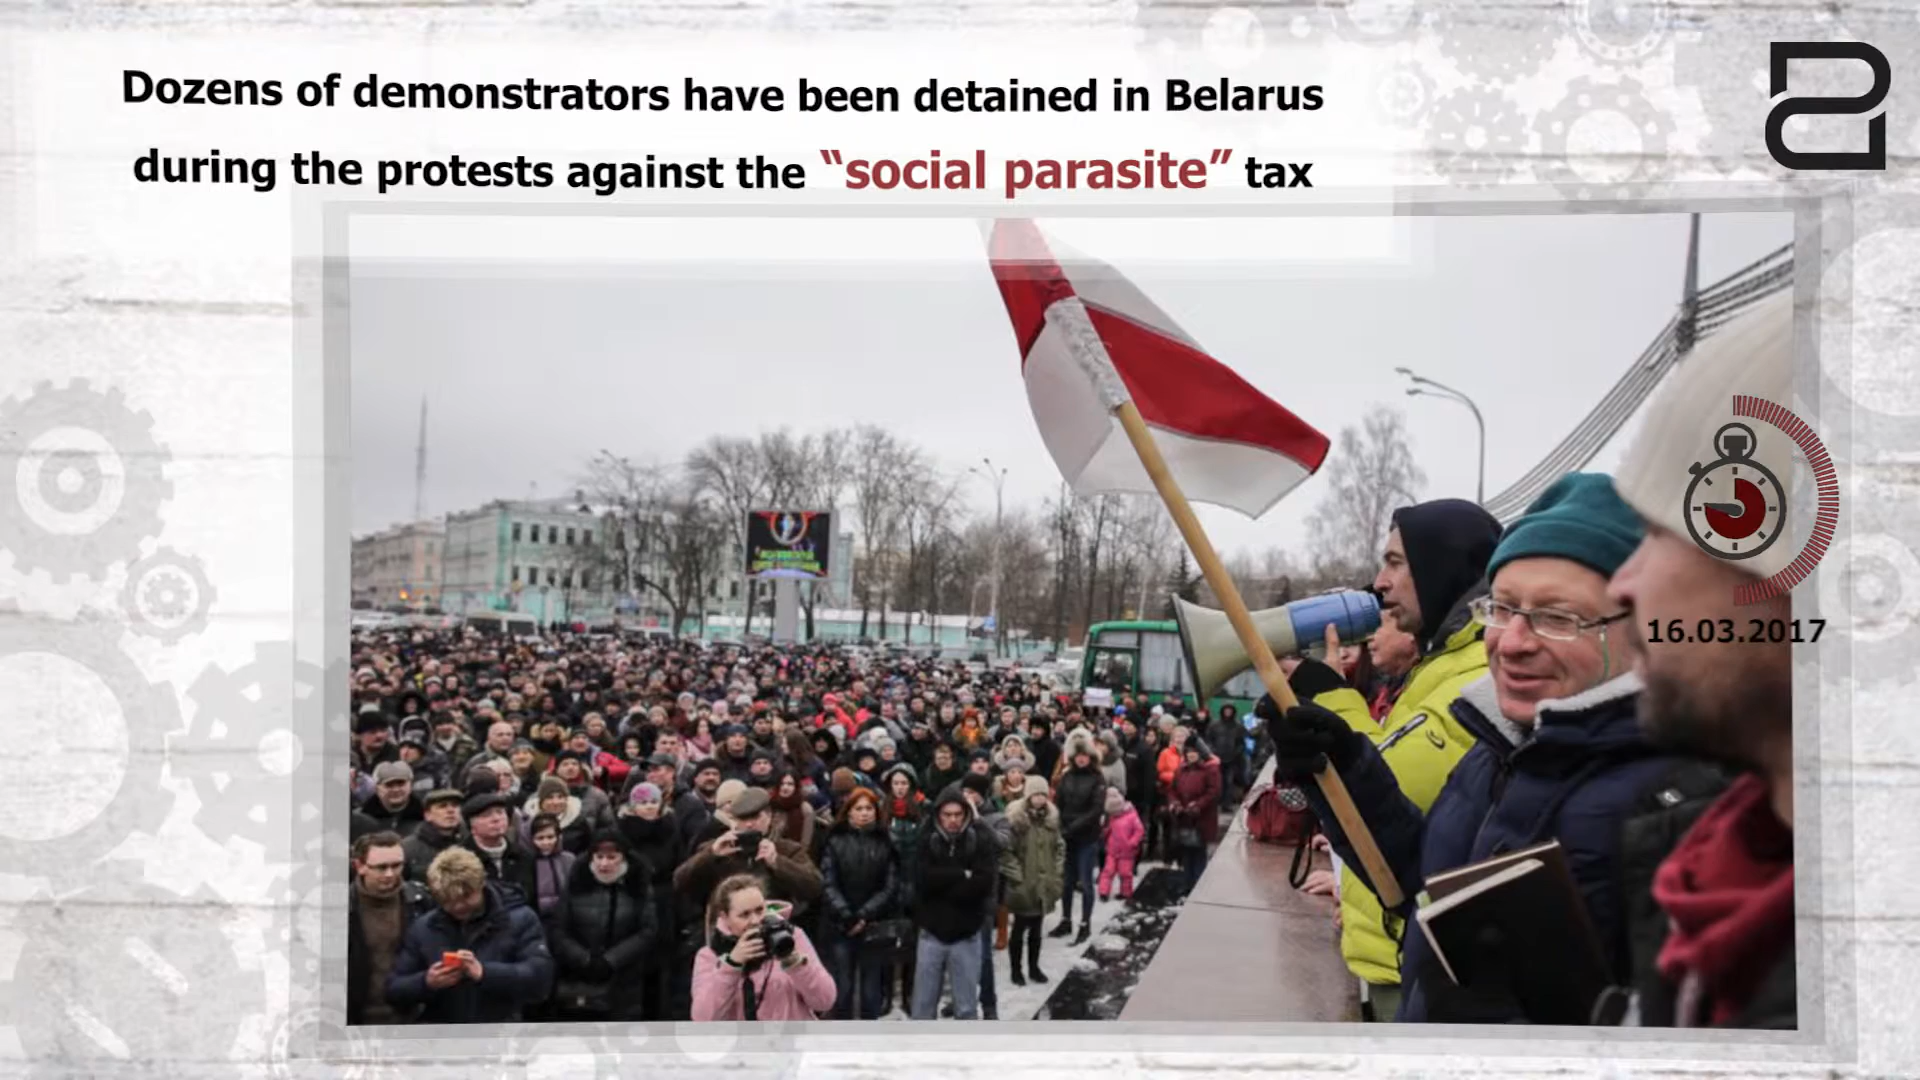 Dozens of demonstrators have been detained in Belarus
during the protests against the “social parasite” tax
16.03.2017